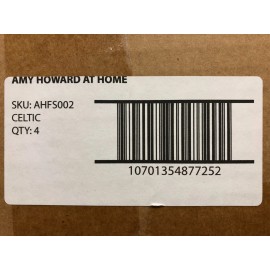 AMY HOWARD AT HOME
SKU: AHFS002
CELTIC
QTY: 4
10701354877252